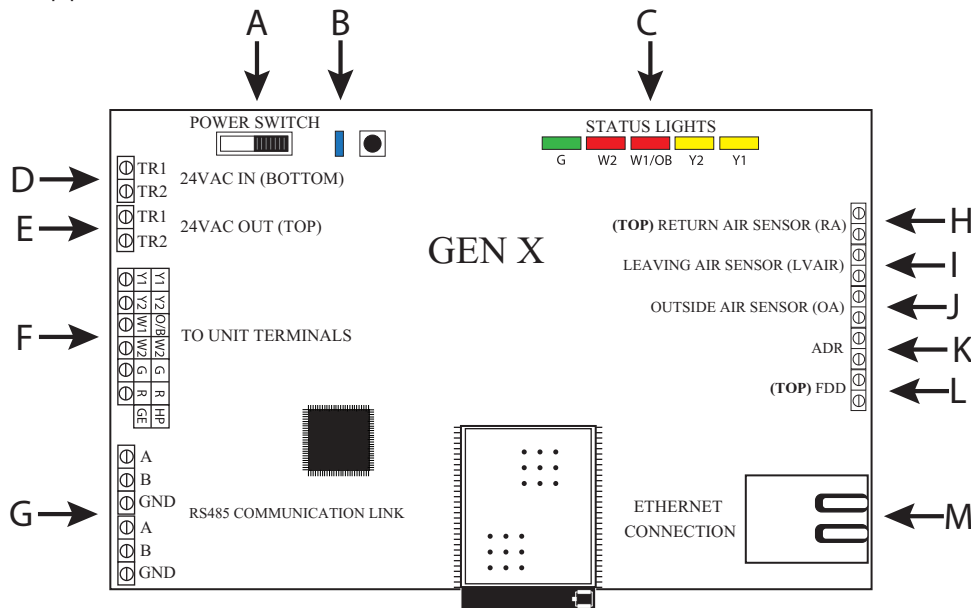 A
B
C
POWER SWITCH
STATUS LIGHTS
G W2 W1/OB Y2 Y1
D
TR1
TR2
24VAC IN (BOTTOM)
E
TR1
TR2
24VAC OUT (TOP)
GEN X
(TOP) RETURN AIR SENSOR (RA)
H
LEAVING AIR SENSOR (LVAIR)
I
OUTSIDE AIR SENSOR (OA)
J
ADR
K
(TOP) FDD
L
F
Y1 Y1
Y2 Y2
W1 O/B
W2 W2
G G
R R
GE HP
TO UNIT TERMINALS
G
A
B
GND
A
B
GND
RS485 COMMUNICATION LINK
ETHERNET
CONNECTION
M